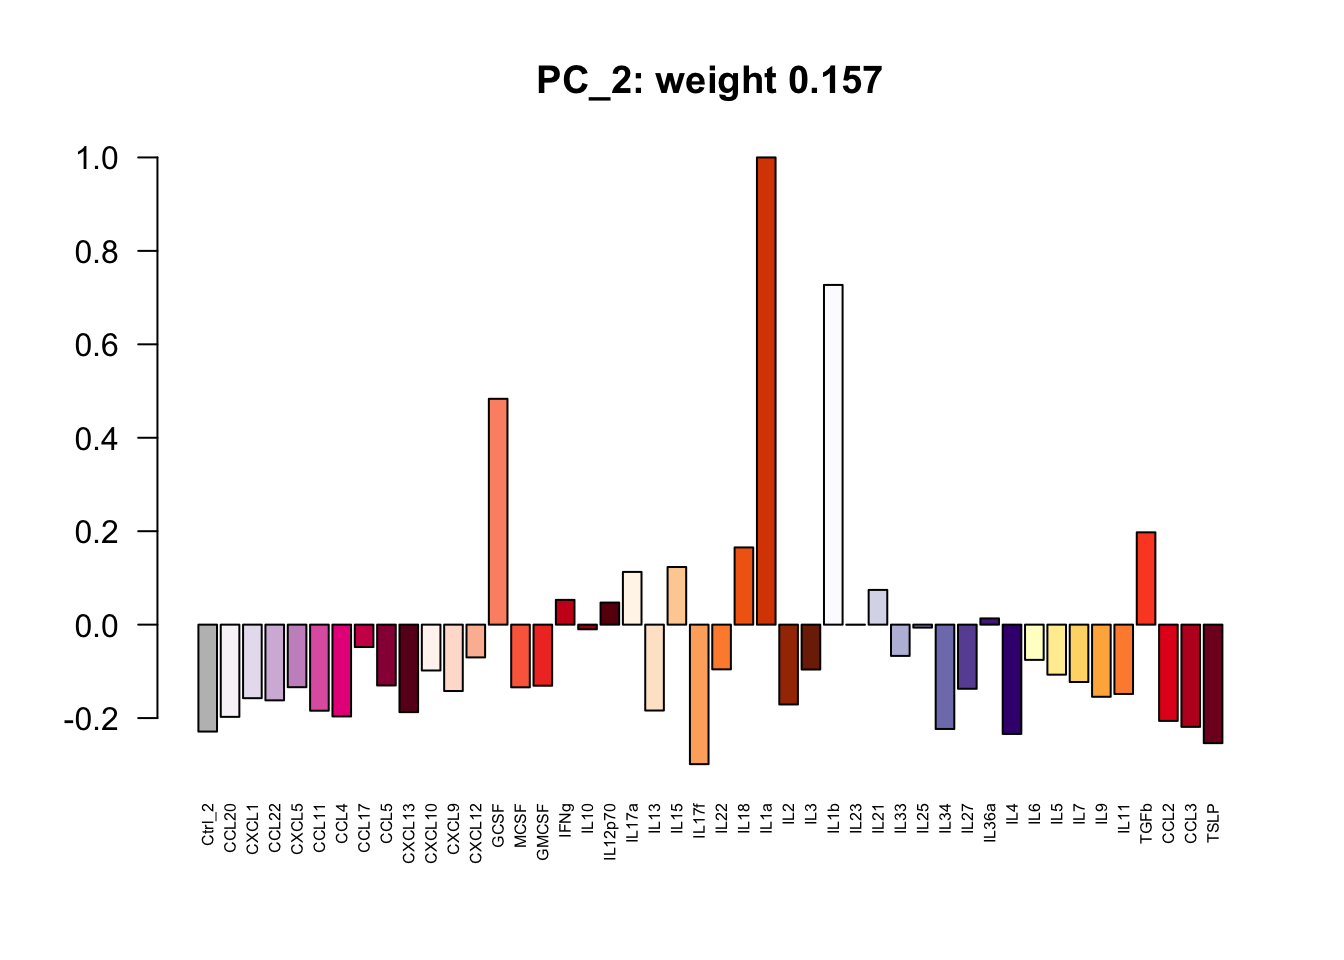 PC_2: weight 0.157
1.0
0.8
0.6
0.4
0.2
0.0
-0.2
Ctrl_2
CCL20
CXCL1
CCL22
CXCL5
CCL11
CCL4
CCL17
CCL5
CXCL13
CXCL10
CXCL9
CXCL12
GCSF
MCSF
GMCSF
IFNg
IL10
IL12p70
IL17a
IL13
IL15
IL17f
IL22
IL18
IL1a
IL2
IL3
IL1b
IL23
IL21
IL33
IL25
IL34
IL27
IL36a
IL4
IL6
IL5
IL7
IL9
IL11
TGFb
CCL2
CCL3
TSLP